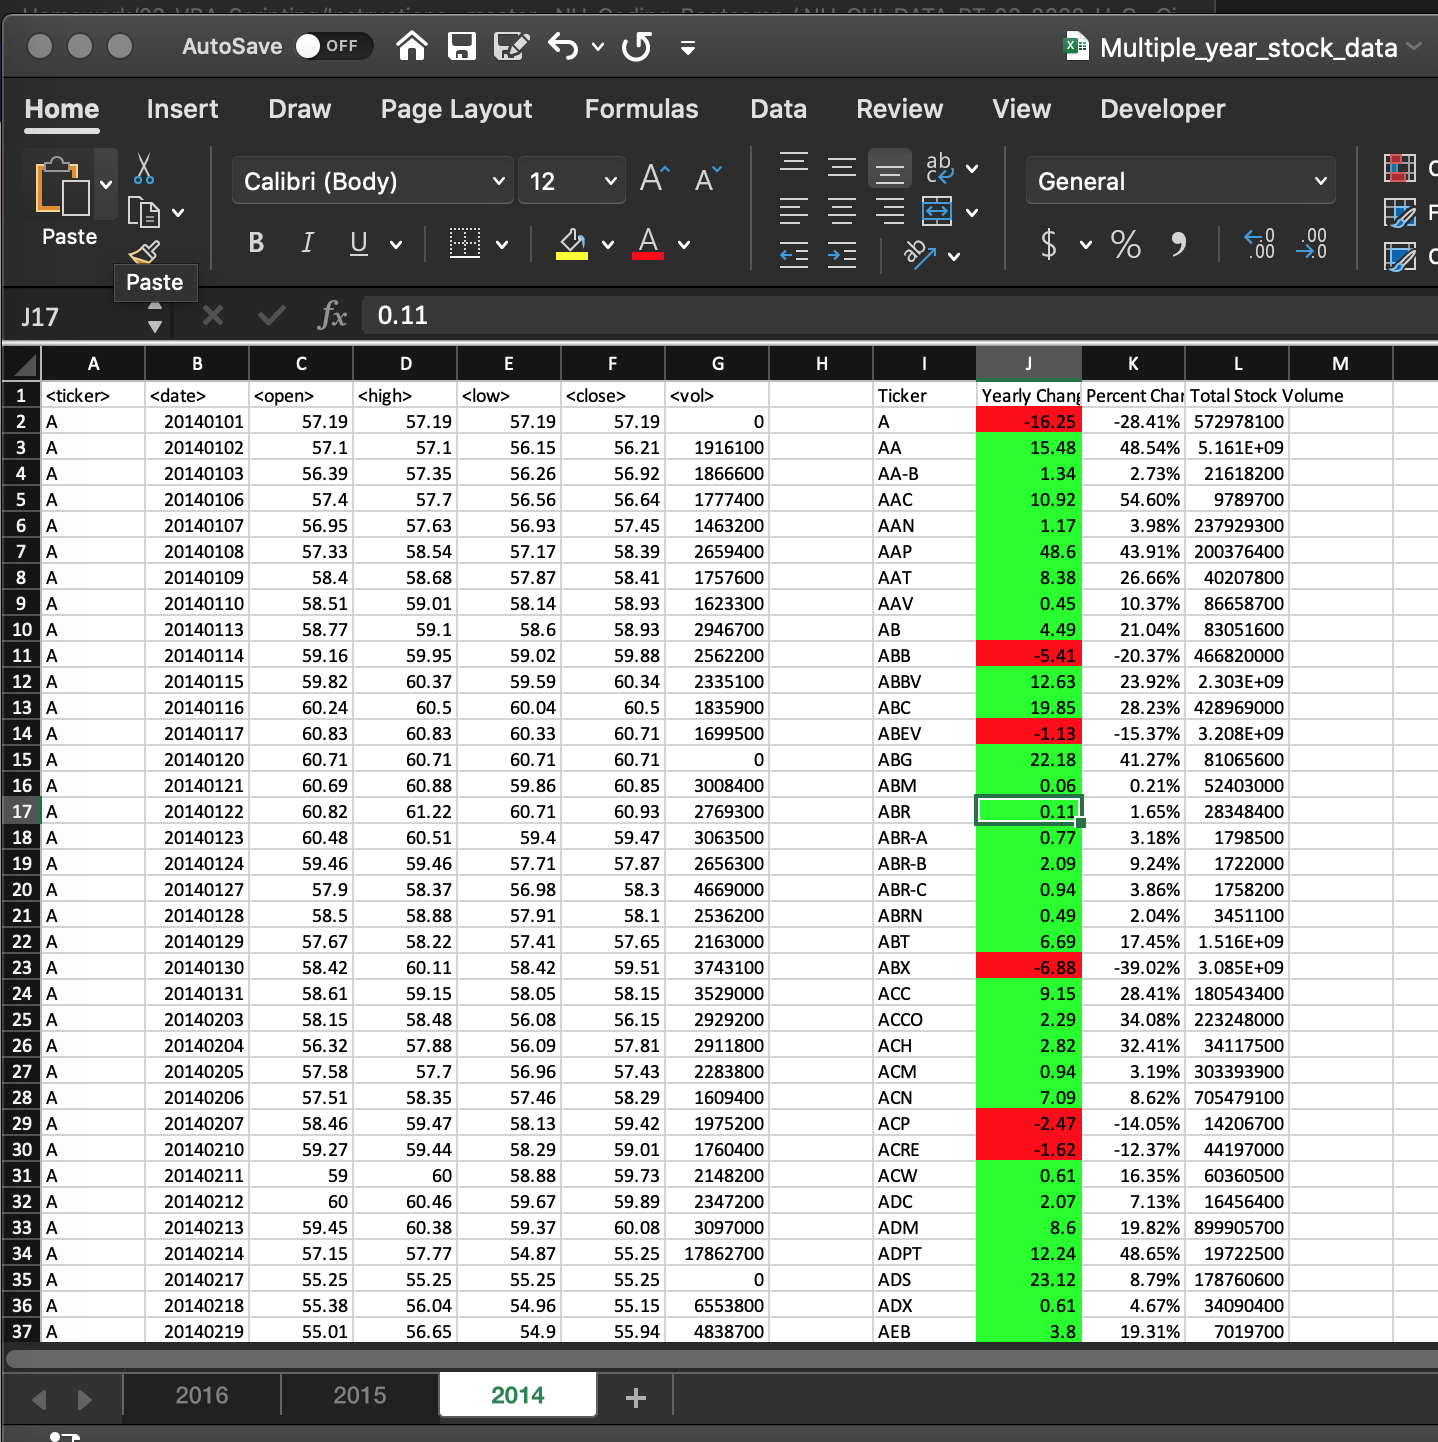 AutoSave OFF Multiple_year_stock_data
Home Insert Draw Page Layout Formulas Data Review View Developer
Paste Calibri (Body) 12 General
Paste
J17 fx 0.11
A B C D E F G H I J K L M
1 <ticker> <date> <open> <high> <low> <close> <vol> Ticker Yearly Chang Percent Char Total Stock Volume
2 A 20140101 57.19 57.19 57.19 57.19 0 A -16.25 -28.41% 572978100
3 A 20140102 57.1 57.1 56.15 56.21 1916100 AA 15.48 48.54% 5.161E+09
4 A 20140103 56.39 57.35 56.26 56.92 1866600 AA-B 1.34 2.73% 21618200
5 A 20140106 57.4 57.7 56.56 56.64 1777400 AAC 10.92 54.60% 9789700
6 A 20140107 56.95 57.63 56.93 57.45 1463200 AAN 1.17 3.98% 237929300
7 A 20140108 57.33 58.54 57.17 58.39 2659400 AAP 48.6 43.91% 200376400
8 A 20140109 58.4 58.68 57.87 58.41 1757600 AAT 8.38 26.66% 40207800
9 A 20140110 58.51 59.01 58.14 58.93 1623300 AAV 0.45 10.37% 86658700
10 A 20140113 58.77 59.1 58.6 58.93 2946700 AB 4.49 21.04% 83051600
11 A 20140114 59.16 59.95 59.02 59.88 2562200 ABB -5.41 -20.37% 466820000
12 A 20140115 59.82 60.37 59.59 60.34 2335100 ABBV 12.63 23.92% 2.303E+09
13 A 20140116 60.24 60.5 60.04 60.5 1835900 ABC 19.85 28.23% 428969000
14 A 20140117 60.83 60.83 60.33 60.71 1699500 ABEV -1.13 -15.37% 3.208E+09
15 A 20140120 60.71 60.71 60.71 60.71 0 ABG 22.18 41.27% 81065600
16 A 20140121 60.69 60.88 59.86 60.85 3008400 ABM 0.06 0.21% 52403000
17 A 20140122 60.82 61.22 60.71 60.93 2769300 ABR 0.11 1.65% 28348400
18 A 20140123 60.48 60.51 59.4 59.47 3063500 ABR-A 0.77 3.18% 1798500
19 A 20140124 59.46 59.46 57.71 57.87 2656300 ABR-B 2.09 9.24% 1722000
20 A 20140127 57.9 58.37 56.98 58.3 4669000 ABR-C 0.94 3.86% 1758200
21 A 20140128 58.5 58.88 57.91 58.1 2536200 ABRN 0.49 2.04% 3451100
22 A 20140129 57.67 58.22 57.41 57.65 2163000 ABT 6.69 17.45% 1.516E+09
23 A 20140130 58.42 60.11 58.42 59.51 3743100 ABX -6.88 -39.02% 3.085E+09
24 A 20140131 58.61 59.15 58.05 58.15 3529000 ACC 9.15 28.41% 180543400
25 A 20140203 58.15 58.48 56.08 56.15 2929200 ACCO 2.29 34.08% 223248000
26 A 20140204 56.32 57.88 56.09 57.81 2911800 ACH 2.82 32.41% 34117500
27 A 20140205 57.58 57.7 56.96 57.43 2283800 ACM 0.94 3.19% 303393900
28 A 20140206 57.51 58.35 57.46 58.29 1609400 ACN 7.09 8.62% 705479100
29 A 20140207 58.46 59.47 58.13 59.42 1975200 ACP -2.47 -14.05% 14206700
30 A 20140210 59.27 59.44 58.29 59.01 1760400 ACRE -1.62 -12.37% 44197000
31 A 20140211 59 60 58.88 59.73 2148200 ACW 0.61 16.35% 60360500
32 A 20140212 60 60.46 59.67 59.89 2347200 ADC 2.07 7.13% 16456400
33 A 20140213 59.45 60.38 59.37 60.08 3097000 ADM 8.6 19.82% 899905700
34 A 20140214 57.15 57.77 54.87 55.25 17862700 ADPT 12.24 48.65% 19722500
35 A 20140217 55.25 55.25 55.25 55.25 0 ADS 23.12 8.79% 178760600
36 A 20140218 55.38 56.04 54.96 55.15 6553800 ADX 0.61 4.67% 34090400
37 A 20140219 55.01 56.65 54.9 55.94 4838700 AEB 3.8 19.31% 7019700
2016 2015 2014 +